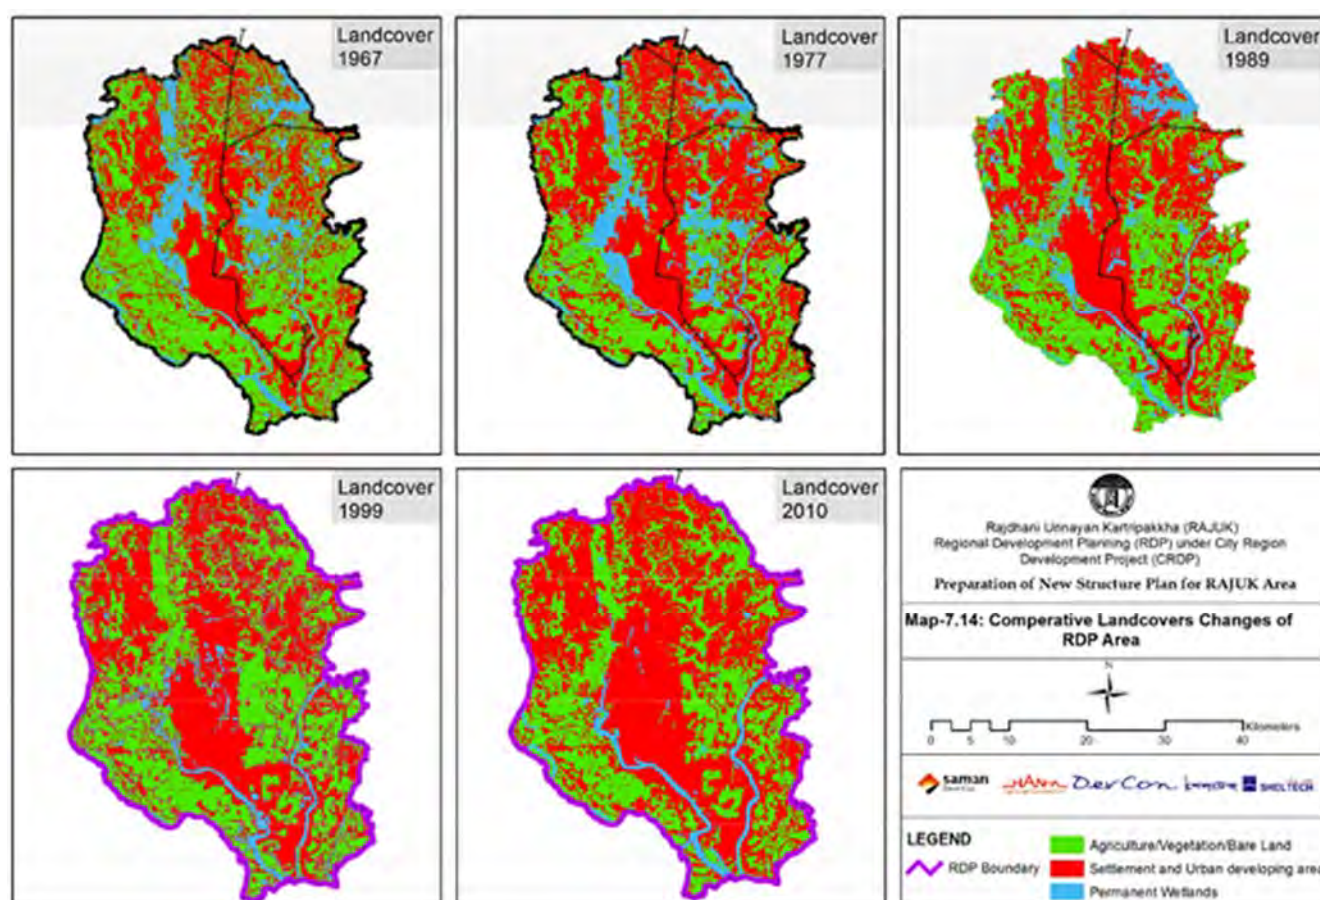 Landcover
1967
Landcover
1977
Landcover
1989
Landcover
1999
Landcover
2010
Rajdhani Unnayan Kartripakkha (RAJUK)
Regional Development Planning (RDP) under City Region
Development Project (CRDP)
Preparation of New Structure Plan for RAJUK Area
Map-7.14: Comperative Landcovers Changes of
RDP Area
N
Kilometers
0 5 10 20 30 40
saman
HANA
DevCon
SHELTECH
LEGEND
RDP Boundary
Agriculture/Vegetation/Bare Land
Settlement and Urban developing area
Permanent Wetlands